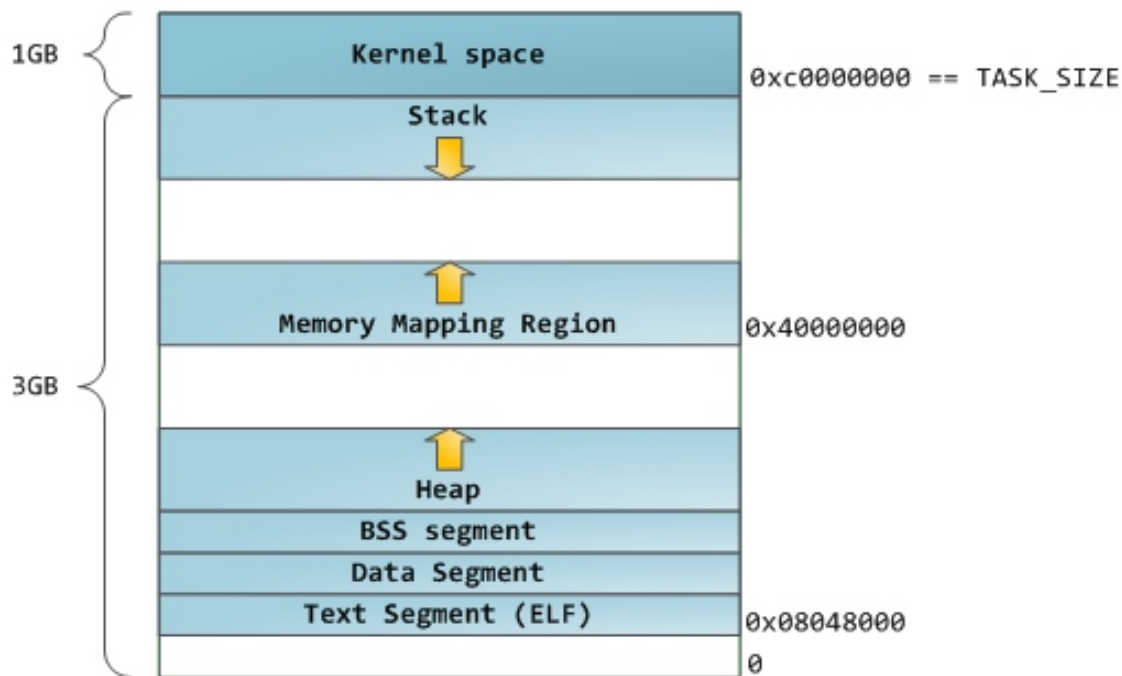 1GB
Kernel space
0xc0000000 == TASK_SIZE
Stack
Memory Mapping Region
0x40000000
3GB
Heap
BSS segment
Data Segment
Text Segment (ELF)
0x08048000
0